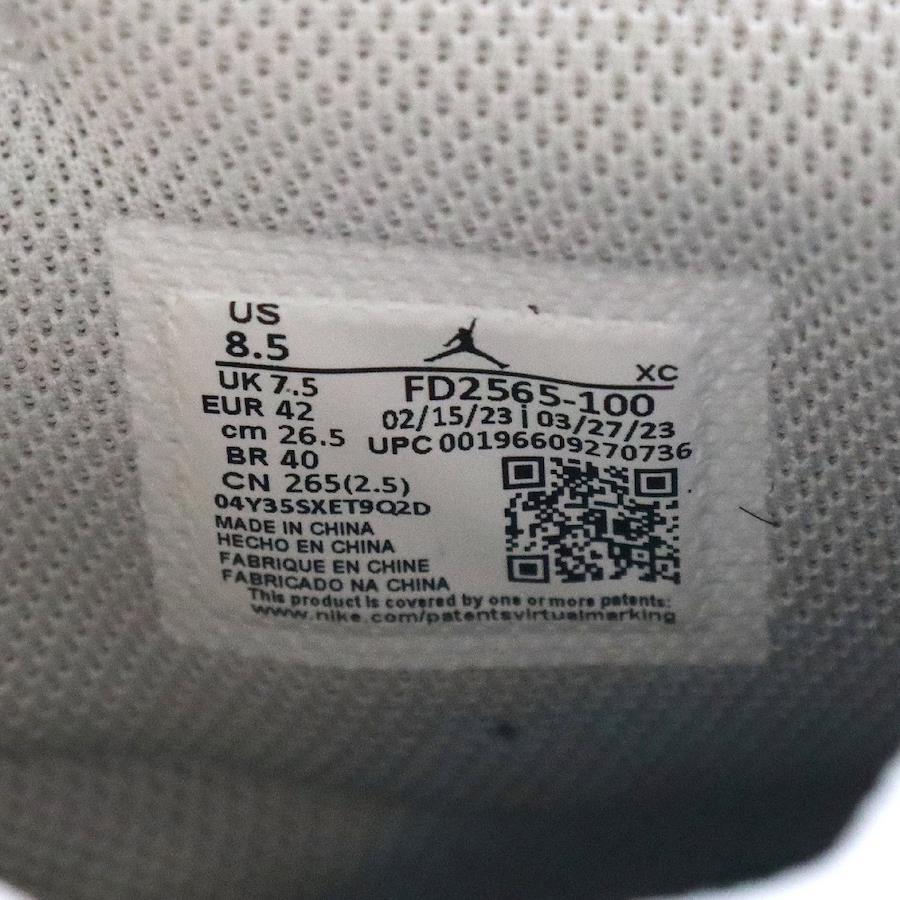 US
8.5
XC
UK 7.5
FD2565-100
EUR 42
02/15/23 | 03/27/23
cm 26.5
UPC 00196609270736
BR 40
CN 265(2.5)
04Y35SXET9Q2D
MADE IN CHINA
HECHO EN CHINA
FABRIQUE EN CHINE
FABRICADO NA CHINA
This product is covered by one or more patents:
www.nike.com/patentsvirtualmarking